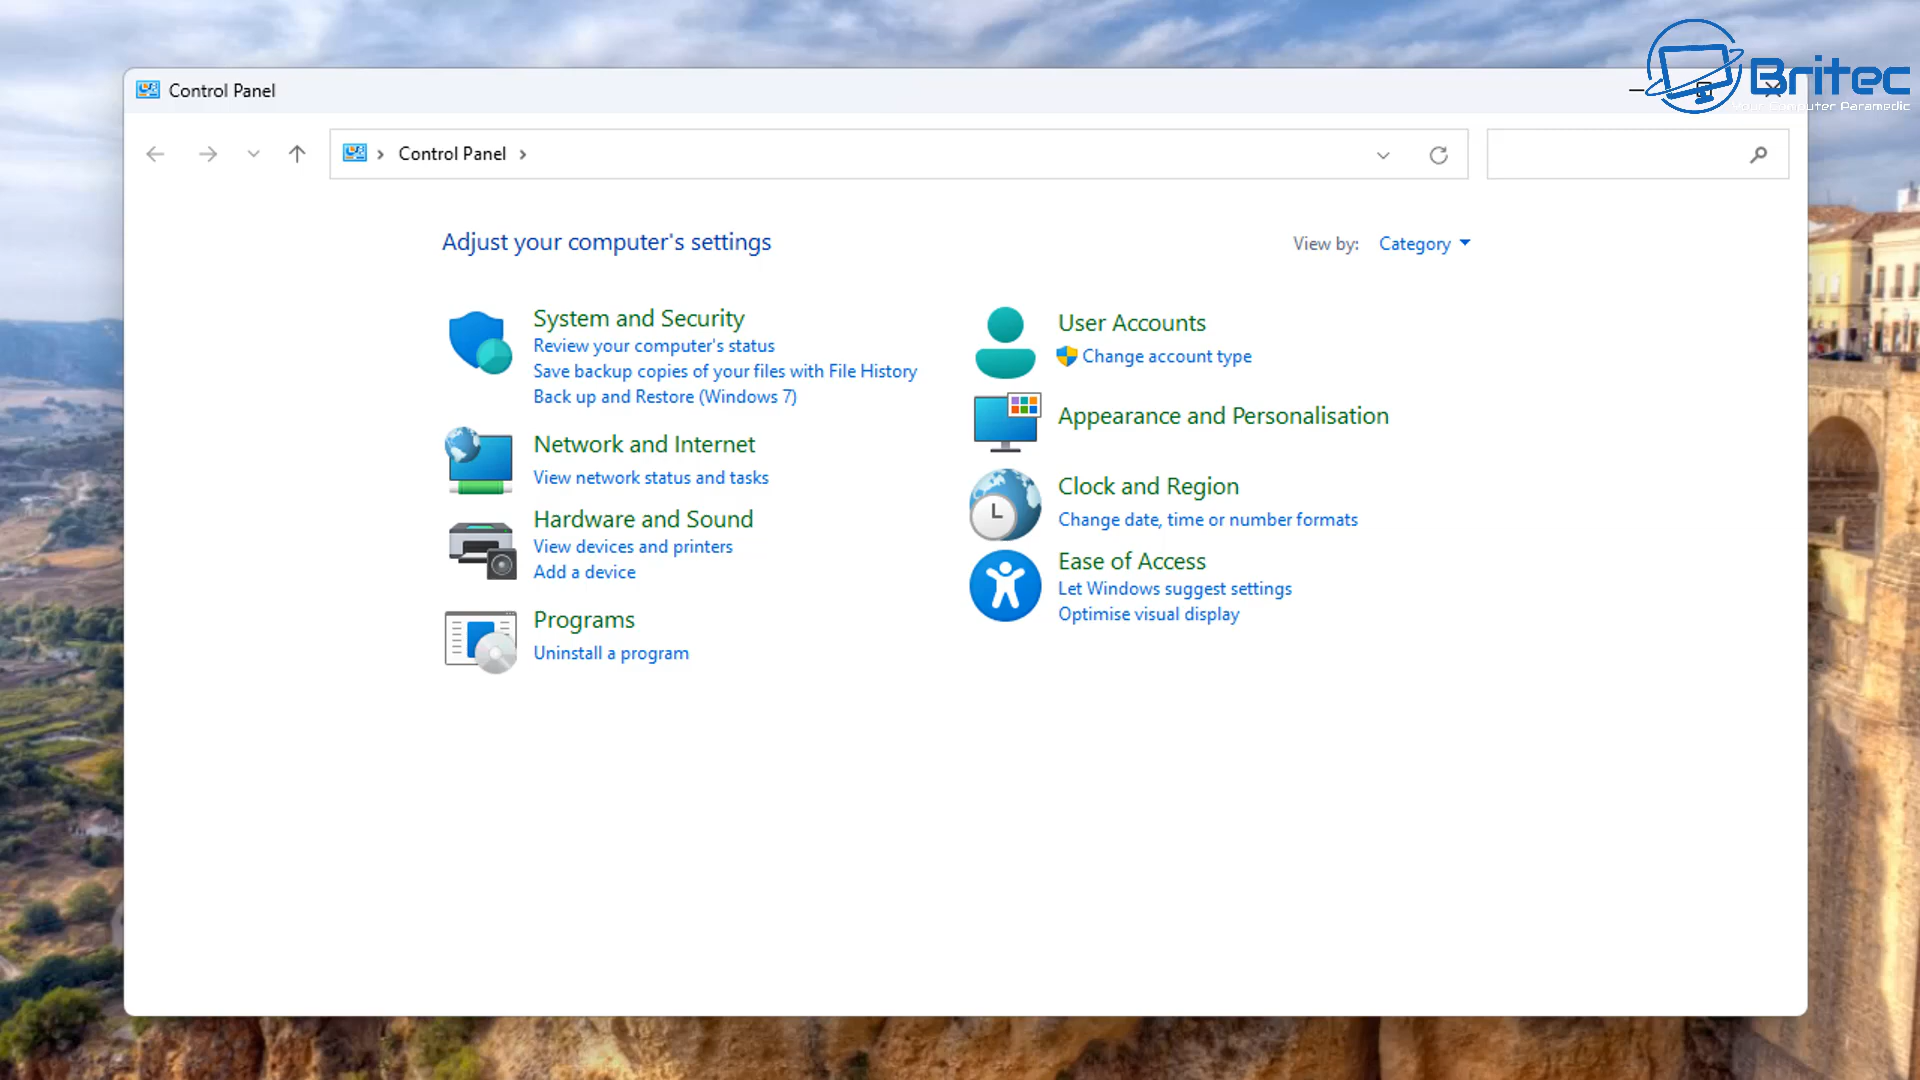 Britec
Your Computer Paramedic
Control Panel
Control Panel
Adjust your computer's settings
View by: Category
System and Security
Review your computer's status
Save backup copies of your files with File History
Back up and Restore (Windows 7)
Network and Internet
View network status and tasks
Hardware and Sound
View devices and printers
Add a device
Programs
Uninstall a program
User Accounts
Change account type
Appearance and Personalisation
Clock and Region
Change date, time or number formats
Ease of Access
Let Windows suggest settings
Optimise visual display